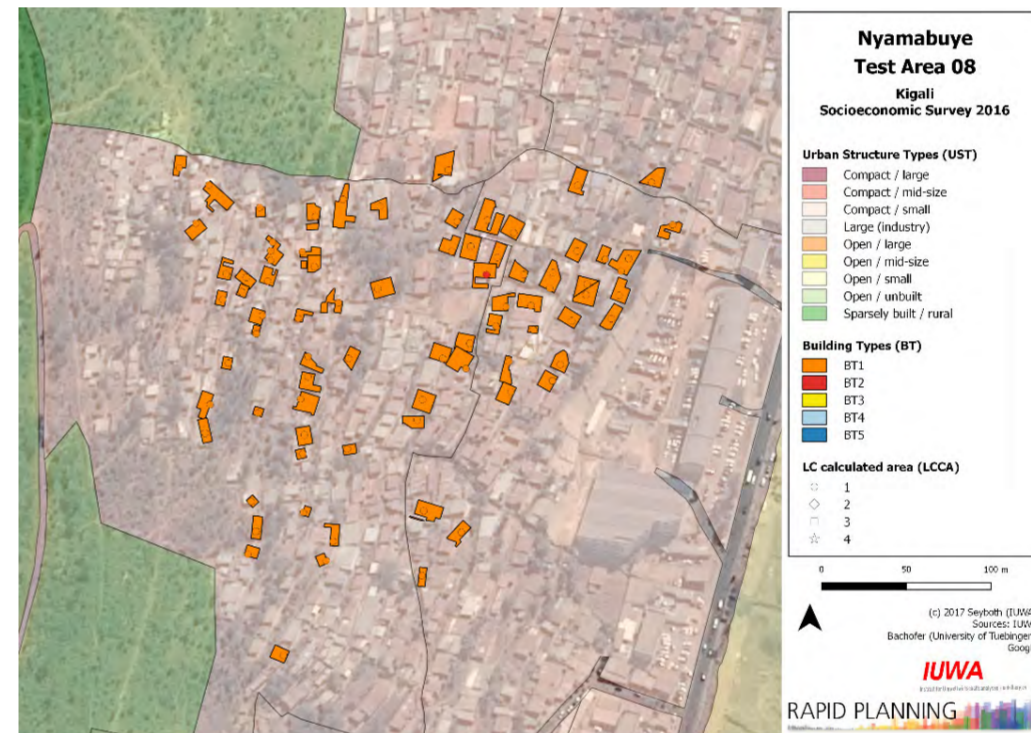 Nyamabuye
Test Area 08
Kigali
Socioeconomic Survey 2016
Urban Structure Types (UST)
Compact / large
Compact / mid-size
Compact / small
Large (industry)
Open / large
Open / mid-size
Open / small
Open / unbuilt
Sparsely built / rural
Building Types (BT)
BT1
BT2
BT3
BT4
BT5
LC calculated area (LCCA)
1
2
3
4
0 50 100 m
(c) 2017 Seyboth (IUWA
Sources: IUW
Bachofer (University of Tuebingen
Googl
IUWA
RAPID PLANNING